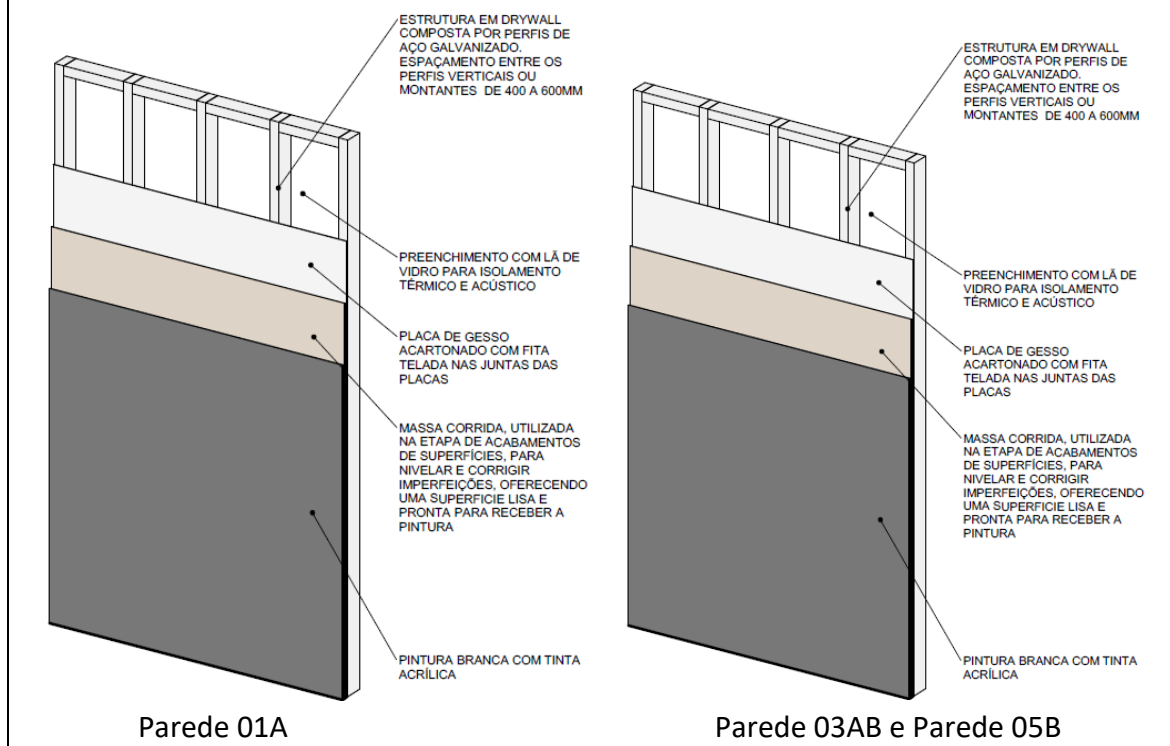 ESTRUTURA EM DRYWALL
COMPOSTA POR PERFIS DE
AÇO GALVANIZADO.
ESPAÇAMENTO ENTRE OS
PERFIS VERTICAIS OU
MONTANTES DE 400 A 600MM
PREENCHIMENTO COM LÃ DE
VIDRO PARA ISOLAMENTO
TÉRMICO E ACÚSTICO
PLACA DE GESSO
ACARTONADO COM FITA
TELADA NAS JUNTAS DAS
PLACAS
MASSA CORRIDA, UTILIZADA
NA ETAPA DE ACABAMENTOS
DE SUPERFÍCIES, PARA
NIVELAR E CORRIGIR
IMPERFEIÇÕES, OFERECENDO
UMA SUPERFICIE LISA E
PRONTA PARA RECEBER A
PINTURA
PINTURA BRANCA COM TINTA
ACRÍLICA
Parede 01A
ESTRUTURA EM DRYWALL
COMPOSTA POR PERFIS DE
AÇO GALVANIZADO.
ESPAÇAMENTO ENTRE OS
PERFIS VERTICAIS OU
MONTANTES DE 400 A 600MM
PREENCHIMENTO COM LÃ DE
VIDRO PARA ISOLAMENTO
TÉRMICO E ACÚSTICO
PLACA DE GESSO
ACARTONADO COM FITA
TELADA NAS JUNTAS DAS
PLACAS
MASSA CORRIDA, UTILIZADA
NA ETAPA DE ACABAMENTOS
DE SUPERFÍCIES, PARA
NIVELAR E CORRIGIR
IMPERFEIÇÕES, OFERECENDO
UMA SUPERFICIE LISA E
PRONTA PARA RECEBER A
PINTURA
PINTURA BRANCA COM TINTA
ACRÍLICA
Parede 03AB e Parede 05B